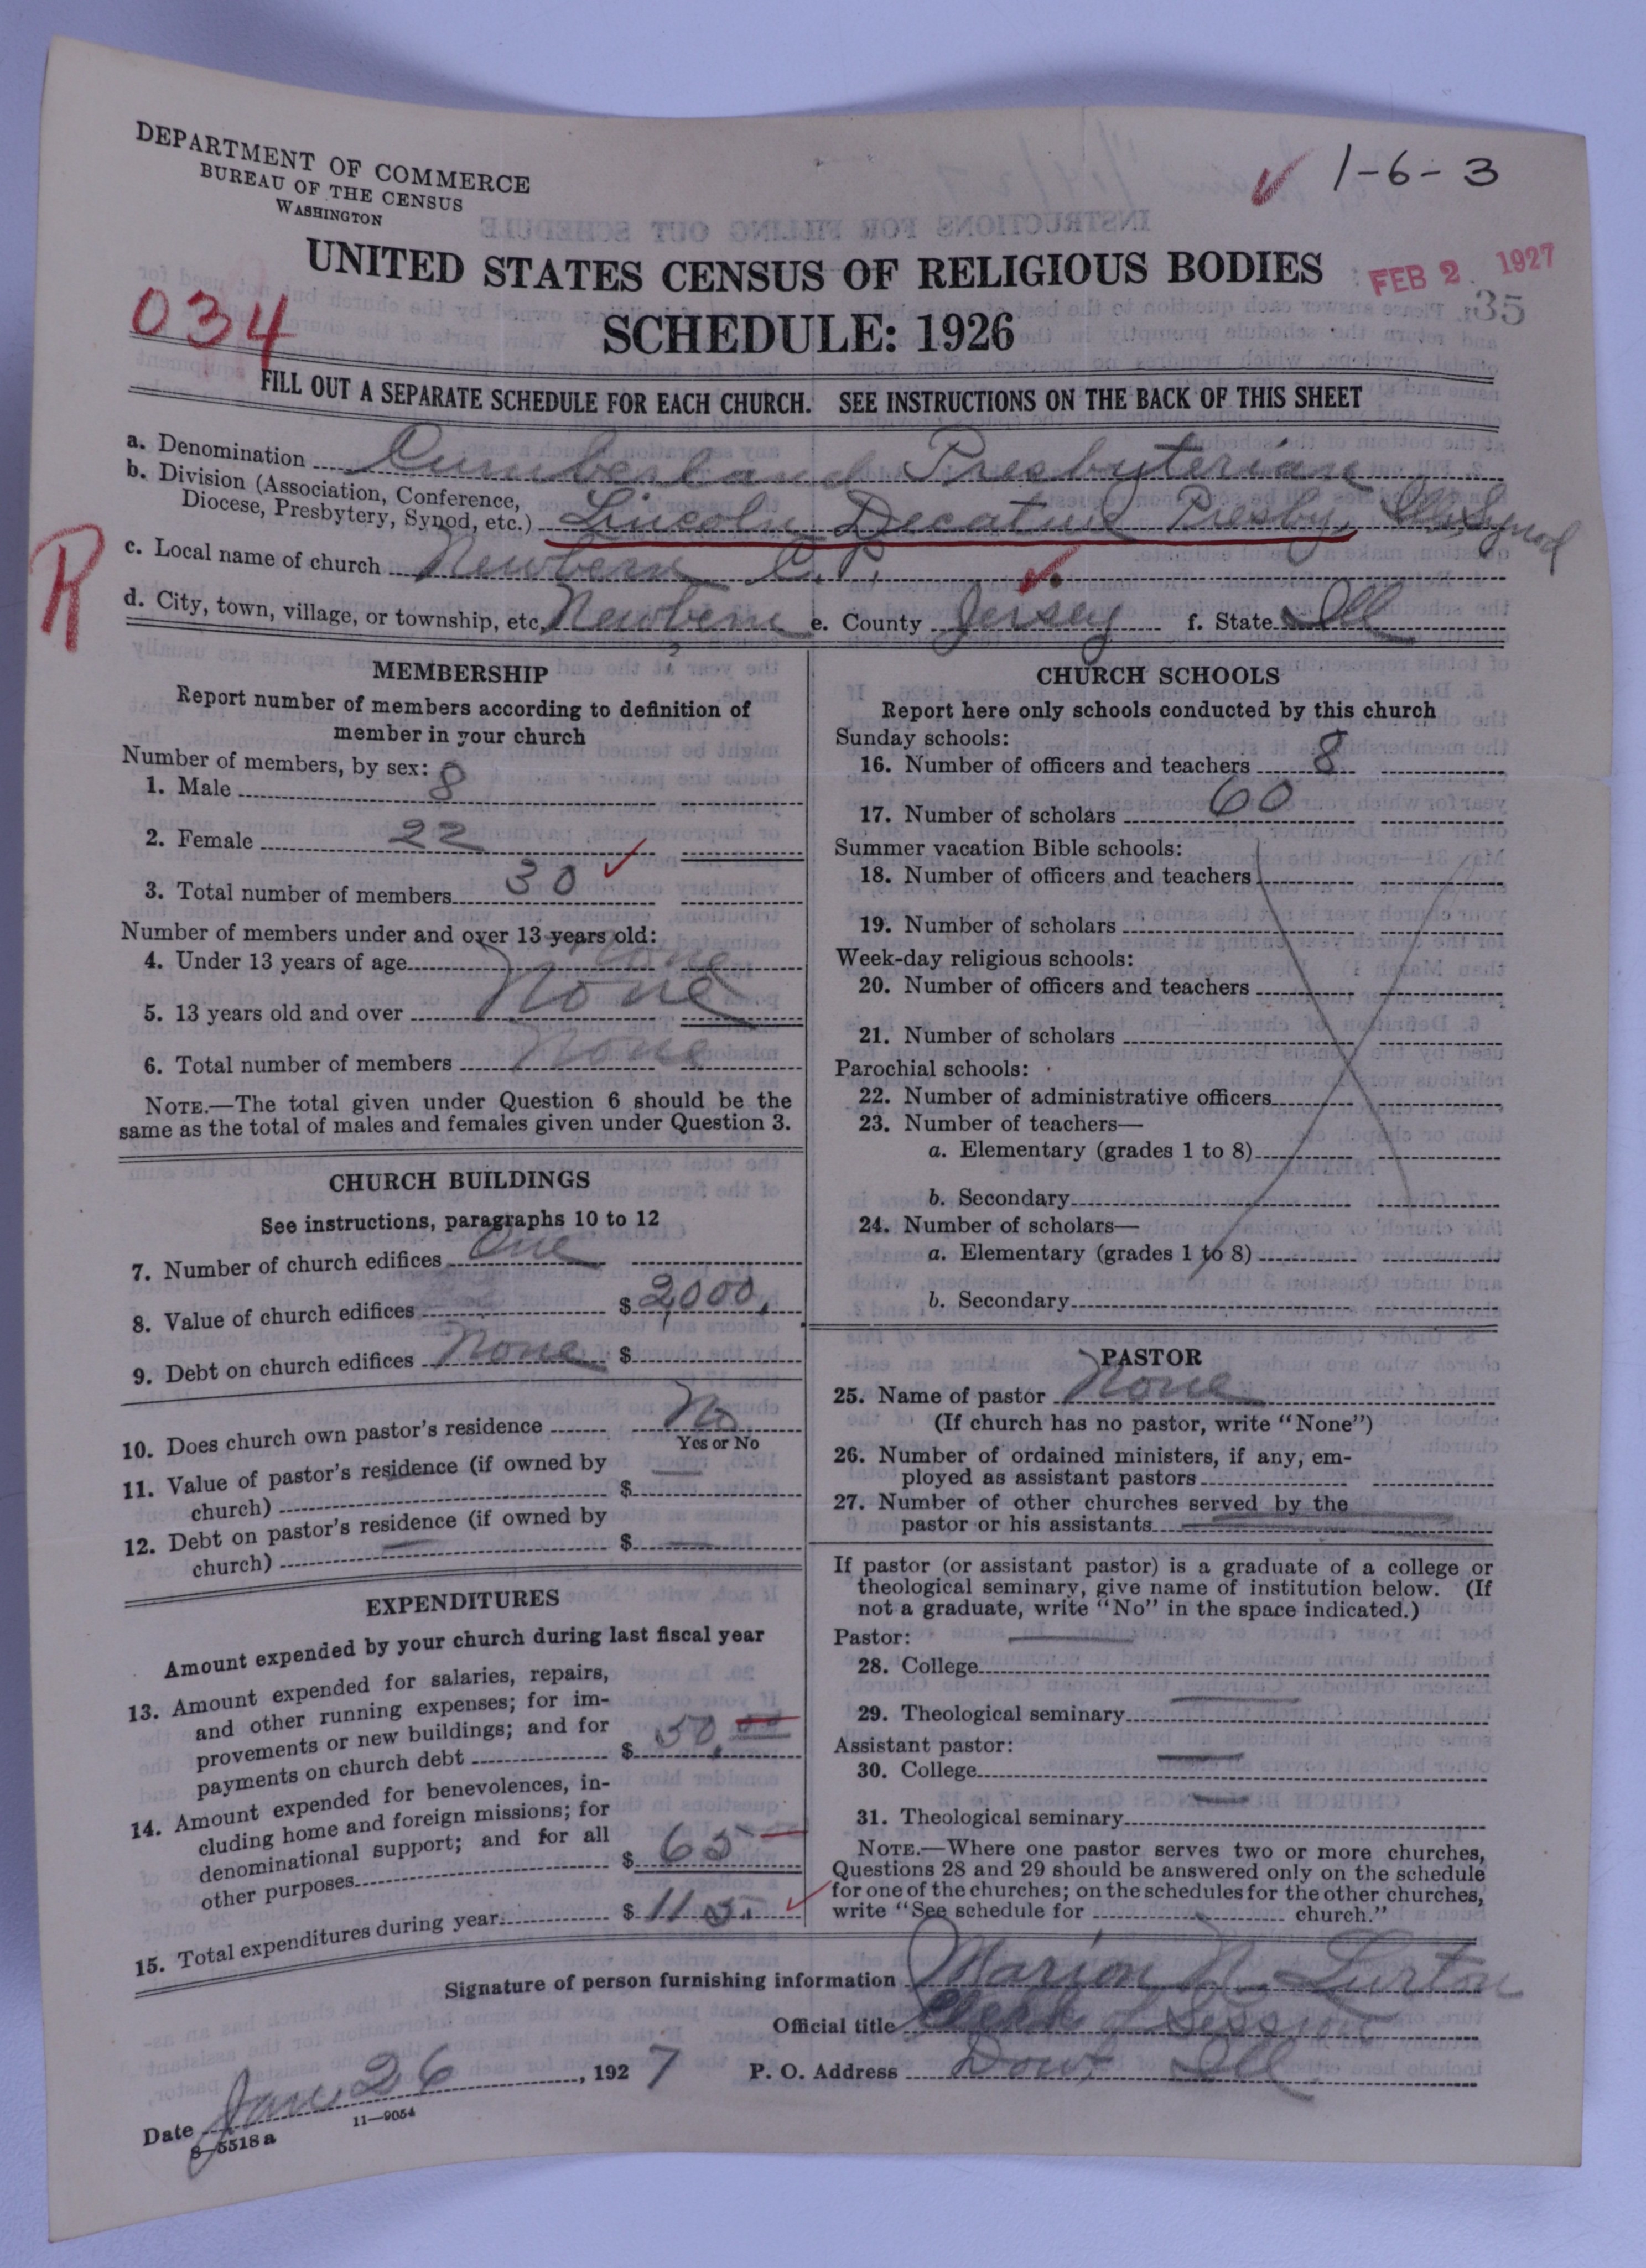 DEPARTMENT OF COMMERCE
BUREAU OF THE CENSUS
WASHINGTON
1-6-3
UNITED STATES CENSUS OF RELIGIOUS BODIES
FEB 2 1927
35
034
SCHEDULE: 1926
FILL OUT A SEPARATE SCHEDULE FOR EACH CHURCH. SEE INSTRUCTIONS ON THE BACK OF THIS SHEET
a. Denomination Cumberland Presbyterian
b. Division (Association, Conference,
Diocese, Presbytery, Synod, etc.) Lincoln Decatur Presby, Ill Synod
R
c. Local name of church Newbern C. P.
d. City, town, village, or township, etc. Newbern e. County Jersey f. State Ill
MEMBERSHIP
Report number of members according to definition of
member in your church
Number of members, by sex:
1. Male 8
2. Female 22
3. Total number of members 30
Number of members under and over 13 years old:
4. Under 13 years of age None
5. 13 years old and over None
6. Total number of members None
NOTE.—The total given under Question 6 should be the
same as the total of males and females given under Question 3.
CHURCH BUILDINGS
See instructions, paragraphs 10 to 12
7. Number of church edifices One
8. Value of church edifices $2,000.
9. Debt on church edifices None $
10. Does church own pastor's residence No
Yes or No
11. Value of pastor's residence (if owned by
church) $ —
12. Debt on pastor's residence (if owned by
church) — $ —
EXPENDITURES
Amount expended by your church during last fiscal year
13. Amount expended for salaries, repairs,
and other running expenses; for im-
provements or new buildings; and for
payments on church debt $ 50.00
14. Amount expended for benevolences, in-
cluding home and foreign missions; for
denominational support; and for all
other purposes $ 65
15. Total expenditures during year $ 115.
CHURCH SCHOOLS
Report here only schools conducted by this church
Sunday schools:
16. Number of officers and teachers 8
17. Number of scholars 60
Summer vacation Bible schools:
18. Number of officers and teachers
19. Number of scholars
Week-day religious schools:
20. Number of officers and teachers
21. Number of scholars
Parochial schools:
22. Number of administrative officers
23. Number of teachers—
a. Elementary (grades 1 to 8)
b. Secondary
24. Number of scholars—
a. Elementary (grades 1 to 8)
b. Secondary
PASTOR
25. Name of pastor None
(If church has no pastor, write "None")
26. Number of ordained ministers, if any, em-
ployed as assistant pastors
27. Number of other churches served by the
pastor or his assistants —
If pastor (or assistant pastor) is a graduate of a college or
theological seminary, give name of institution below. (If
not a graduate, write "No" in the space indicated.)
Pastor:
28. College —
29. Theological seminary —
Assistant pastor:
30. College —
31. Theological seminary —
NOTE.—Where one pastor serves two or more churches,
Questions 28 and 29 should be answered only on the schedule
for one of the churches; on the schedules for the other churches,
write "See schedule for church."
Signature of person furnishing information Marion N. Lurton
Official title Clerk of Session
Date Jan 26, 1927 P. O. Address Dow, Ill
8—5518 a 11—9054